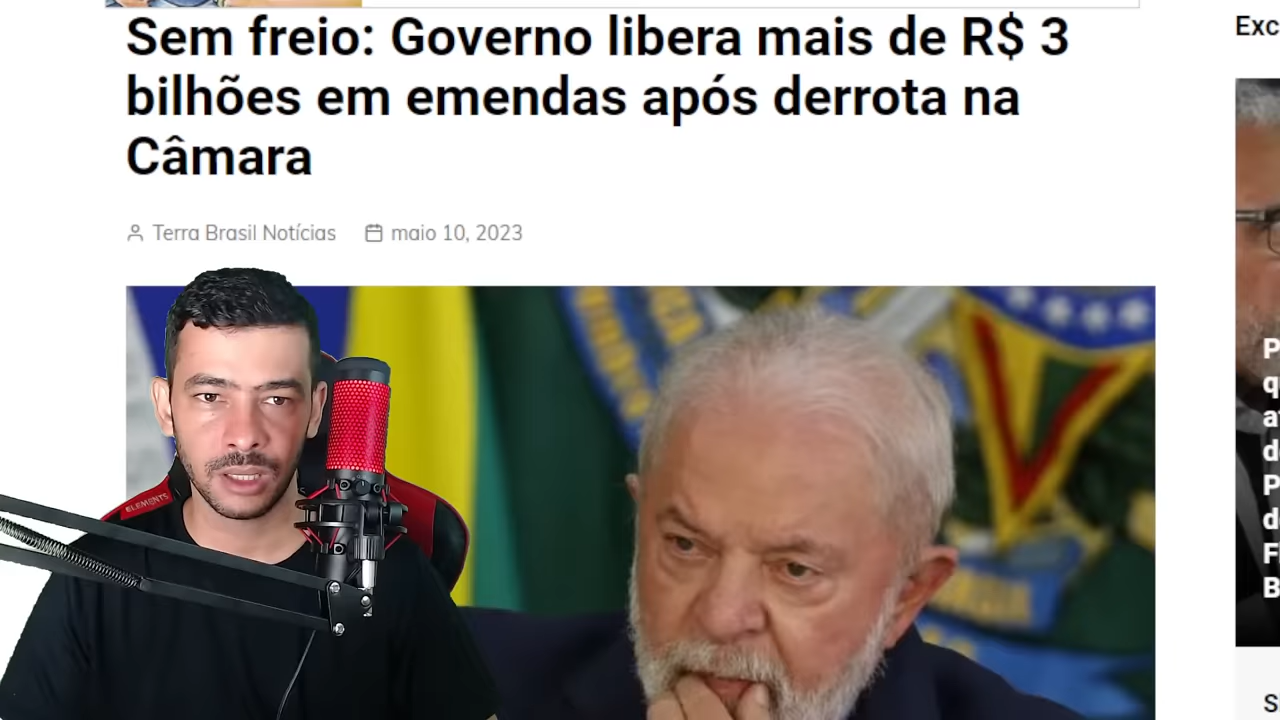 Sem freio: Governo libera mais de R$ 3
bilhões em emendas após derrota na
Câmara
Terra Brasil Notícias maio 10, 2023
ELEMENTS
Exc
P
q
a
d
P
d
F
B
S